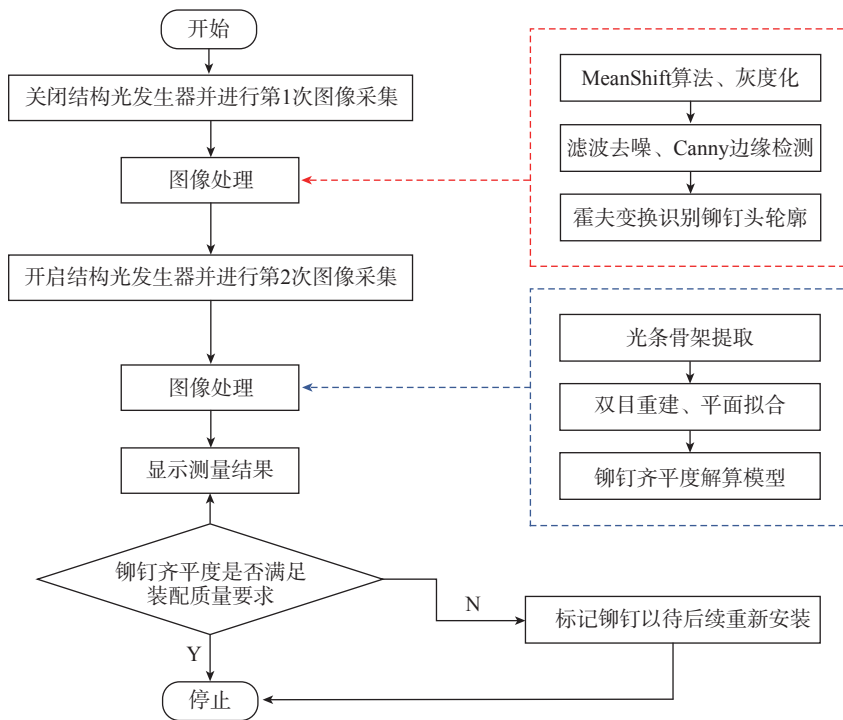 开始
关闭结构光发生器并进行第1次图像采集
图像处理
开启结构光发生器并进行第2次图像采集
图像处理
显示测量结果
铆钉齐平度是否满足
装配质量要求
N
Y
标记铆钉以待后续重新安装
停止
MeanShift算法、灰度化
滤波去噪、Canny边缘检测
霍夫变换识别铆钉头轮廓
光条骨架提取
双目重建、平面拟合
铆钉齐平度解算模型